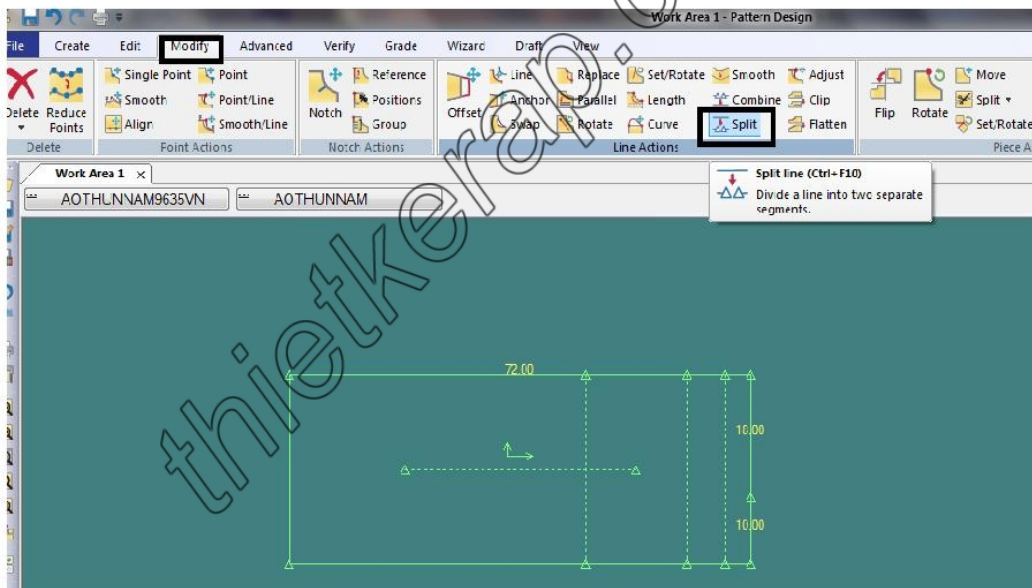 Work Area 1 - Pattern Design
File Create Edit Modify Advanced Verify Grade Wizard Draft View
Single Point Point Reference Line Replace Set/Rotate Smooth Adjust Move
Delete Reduce Points Smooth Point/Line Notch Positions Offset Anchor Parallel Length Combine Clip Flip Rotate Split
Align Smooth/Line Group Swap Rotate Curve Split Flatten Set/Rotate
Delete Point Actions Notch Actions Line Actions Piece A
Work Area 1 x
Split line (Ctrl+F10)
Divide a line into two separate
segments.
AOTHUNNAM9635VN AOTHUNNAM
72.00
10.00
10.00